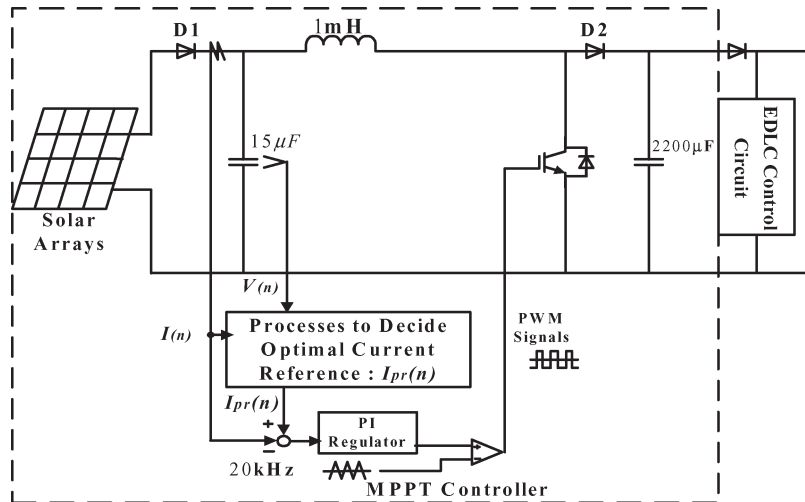 D1
1mH
D2
15μF
2200μF
EDLC Control
Circuit
Solar
Arrays
V(n)
I(n)
Processes to Decide
Optimal Current
Reference : Ipr(n)
PWM
Signals
Ipr(n)
+
−
PI
Regulator
20kHz
MPPT Controller